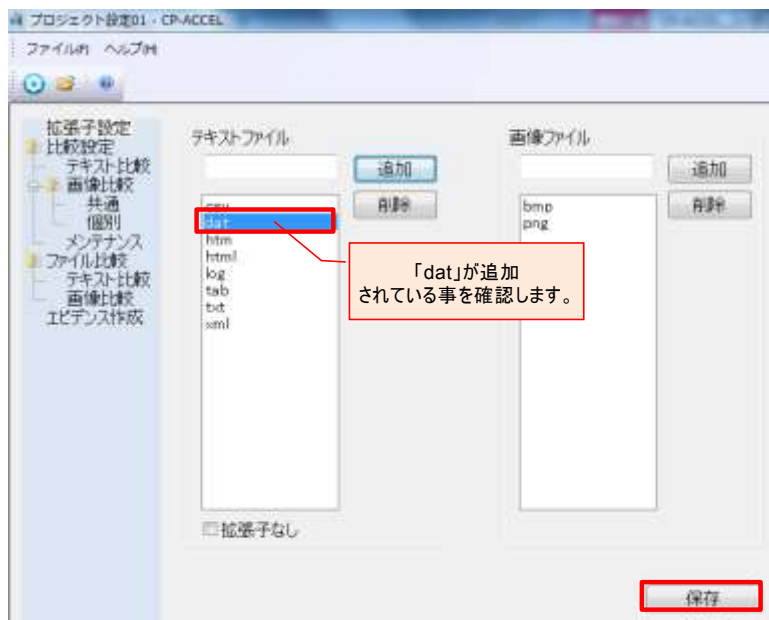 プロジェクト設定01 - CP-ACCEL
ファイル(F) ヘルプ(H)
拡張子設定
比較設定
テキスト比較
画像比較
共通
個別
メンテナンス
ファイル比較
テキスト比較
画像比較
エビデンス作成
テキストファイル
追加
削除
csv
dat
htm
html
log
tab
txt
xml
拡張子なし
「dat」が追加
されている事を確認します。
画像ファイル
追加
削除
bmp
png
保存